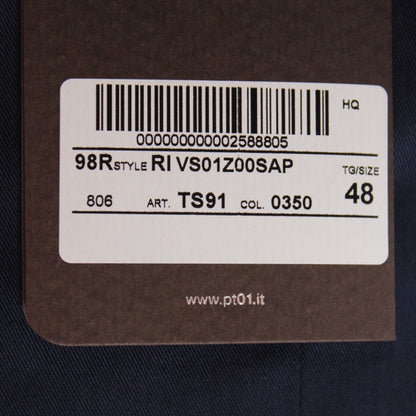 HQ
000000000002588805
98R STYLE RI VS01Z00SAP TG/SIZE
806 ART. TS91 COL. 0350 48
www.pt01.it